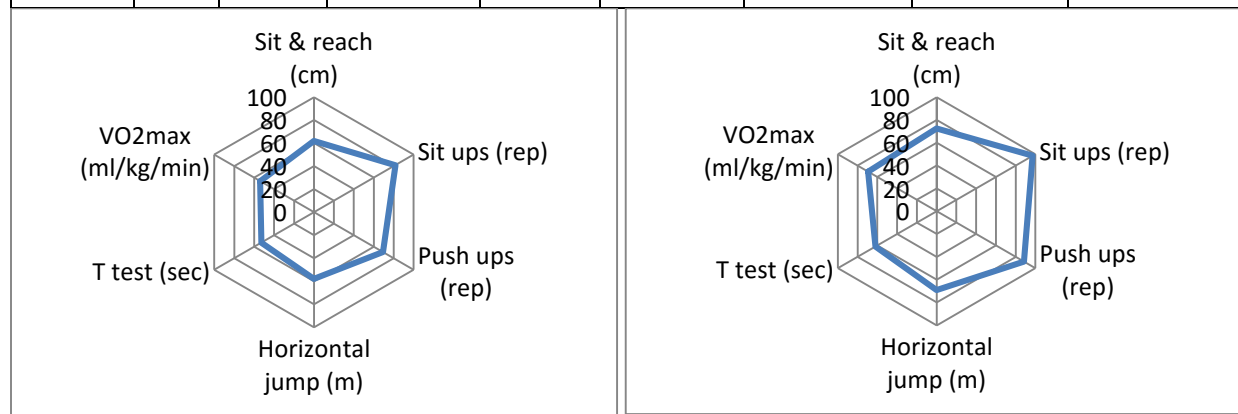 Sit & reach
(cm)
100
80
60
40
20
0
Sit ups (rep)
Push ups
(rep)
Horizontal
jump (m)
T test (sec)
VO2max
(ml/kg/min)
Sit & reach
(cm)
100
80
60
40
20
0
Sit ups (rep)
Push ups
(rep)
Horizontal
jump (m)
T test (sec)
VO2max
(ml/kg/min)